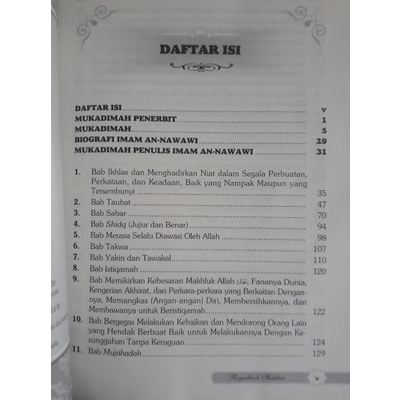 DAFTAR ISI
DAFTAR ISI v
MUKADIMAH PENERBIT 1
MUKADIMAH 5
BIOGRAFI IMAM AN-NAWAWI 29
MUKADIMAH PENULIS IMAM AN-NAWAWI 31
1. Bab Ikhlas dan Menghadirkan Niat dalam Segala Perbuatan,
Perkataan, dan Keadaan, Baik yang Nampak Maupun yang
Tersembunyi 35
2. Bab Taubat 47
3. Bab Sabar 70
4. Bab Shidq (Jujur dan Benar) 94
5. Bab Merasa Selalu Diawasi Oleh Allah 98
6. Bab Takwa 107
7. Bab Yakin dan Tawakal 110
8. Bab Istiqamah 120
9. Bab Memikirkan Kebesaran Makhluk Allah, Fananya Dunia,
Kengerian Akhirat, dan Perkara-perkara yang Berkaitan Dengan-
nya, Memangkas (Angan-angan) Diri, Membersihkannya, dan
Membawanya untuk Beristiqamah 122
10. Bab Bergegas Melakukan Kebaikan dan Mendorong Orang Lain
yang Hendak Berbuat Baik untuk Melakukannya Dengan Ke-
sungguhan Tanpa Keraguan 124
11. Bab Mujahadah 129
v